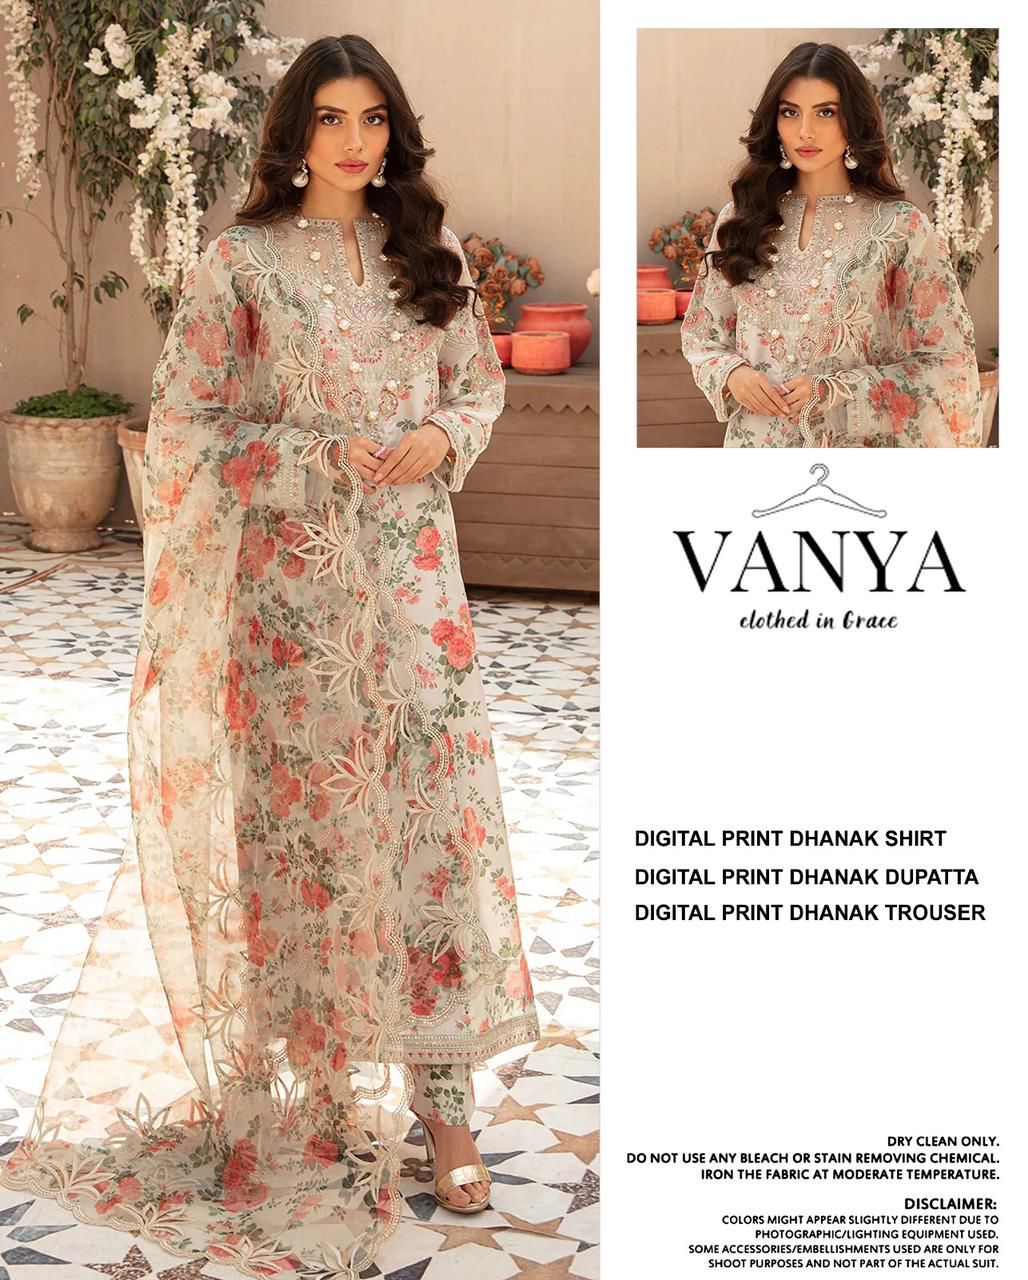 VANYA
clothed in Grace
DIGITAL PRINT DHANAK SHIRT
DIGITAL PRINT DHANAK DUPATTA
DIGITAL PRINT DHANAK TROUSER
DRY CLEAN ONLY.
DO NOT USE ANY BLEACH OR STAIN REMOVING CHEMICAL.
IRON THE FABRIC AT MODERATE TEMPERATURE.
DISCLAIMER:
COLORS MIGHT APPEAR SLIGHTLY DIFFERENT DUE TO
PHOTOGRAPHIC/LIGHTING EQUIPMENT USED.
SOME ACCESSORIES/EMBELLISHMENTS USED ARE ONLY FOR
SHOOT PURPOSES AND NOT PART OF THE ACTUAL SUIT.